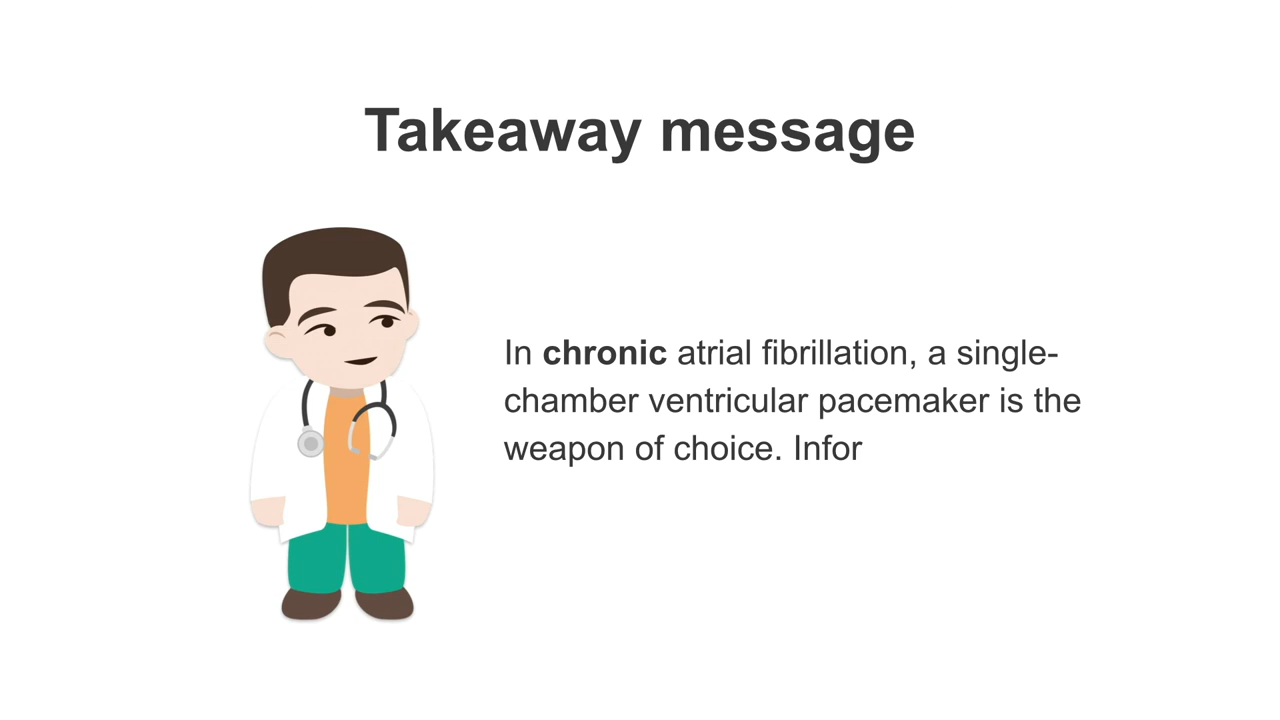 Takeaway message
In chronic atrial fibrillation, a single-
chamber ventricular pacemaker is the
weapon of choice. Infor